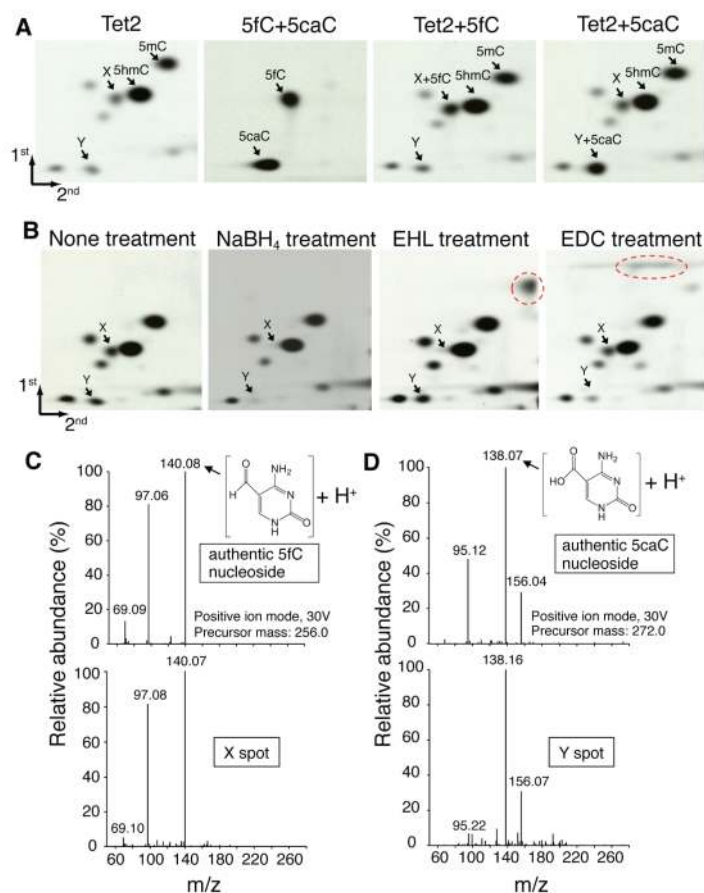 A
Tet2
5fC+5caC
Tet2+5fC
Tet2+5caC
5mC
X 5hmC
Y
1st
2nd
5fC
5caC
5mC
X+5fC 5hmC
Y
5mC
X 5hmC
Y+5caC
B
None treatment
NaBH4 treatment
EHL treatment
EDC treatment
X
Y
1st
2nd
X
Y
X
Y
X
Y
C
Relative abundance (%)
100
80
60
40
20
0
140.08
97.06
69.09
O
H
NH2
N
NH
O
+ H+
authentic 5fC
nucleoside
Positive ion mode, 30V
Precursor mass: 256.0
100
80
60
40
20
0
140.07
97.08
69.10
X spot
60 100 140 180 220 260
m/z
D
Relative abundance (%)
100
80
60
40
20
0
138.07
95.12
156.04
O
HO
NH2
N
NH
O
+ H+
authentic 5caC
nucleoside
Positive ion mode, 30V
Precursor mass: 272.0
100
80
60
40
20
0
138.16
156.07
95.22
Y spot
60 100 140 180 220 260
m/z